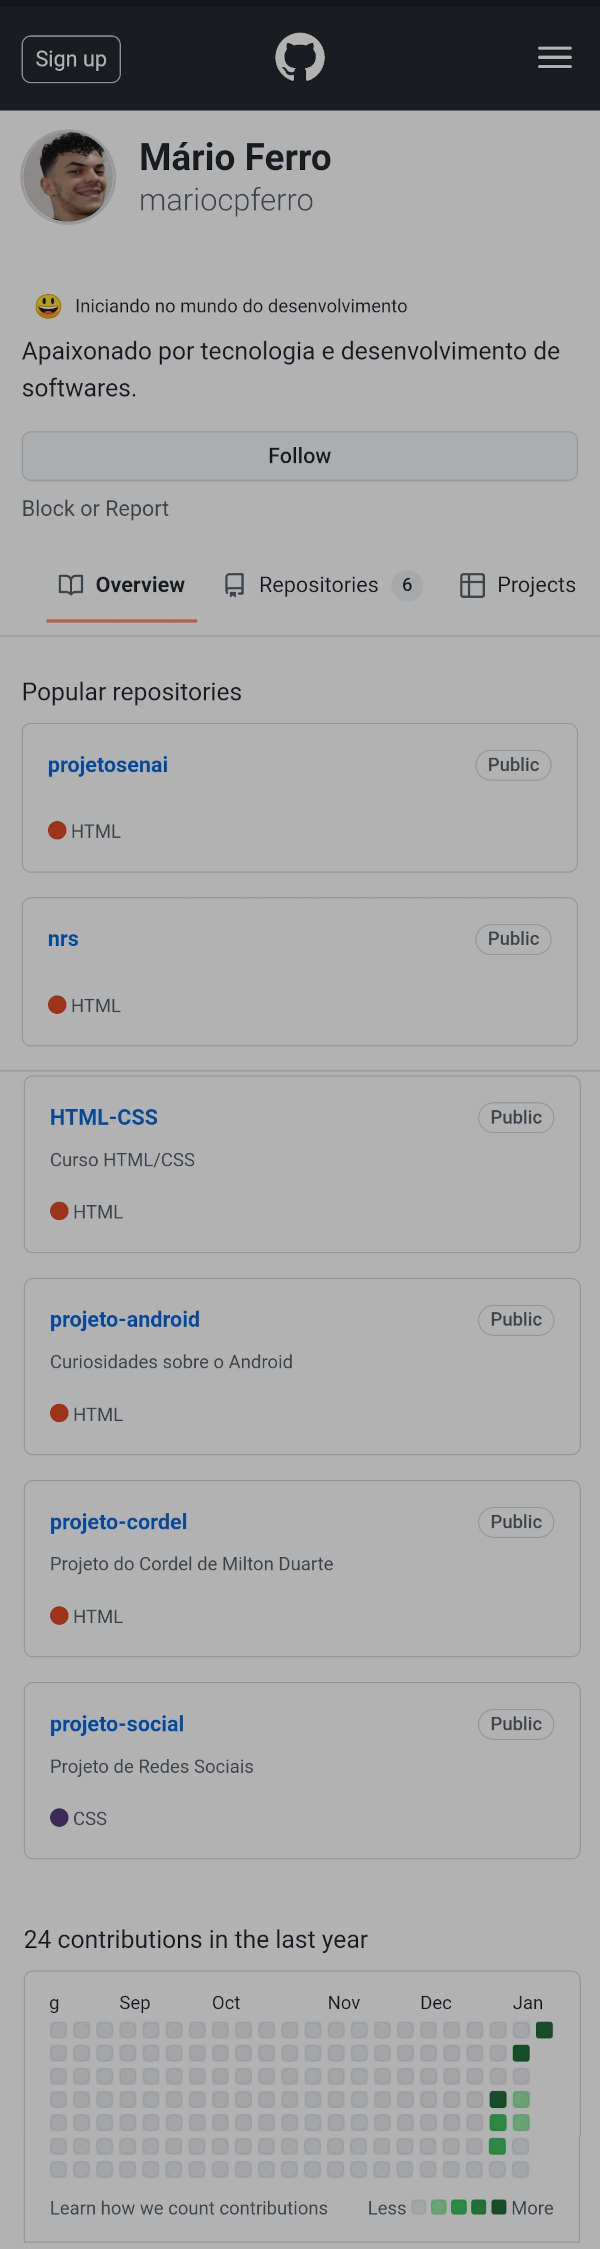 Sign up
Mário Ferro
mariocpferro
Iniciando no mundo do desenvolvimento
Apaixonado por tecnologia e desenvolvimento de
softwares.
Follow
Block or Report
Overview Repositories 6 Projects
Popular repositories
projetosenai Public
HTML
nrs Public
HTML
HTML-CSS Public
Curso HTML/CSS
HTML
projeto-android Public
Curiosidades sobre o Android
HTML
projeto-cordel Public
Projeto do Cordel de Milton Duarte
HTML
projeto-social Public
Projeto de Redes Sociais
CSS
24 contributions in the last year
g Sep Oct Nov Dec Jan
Learn how we count contributions Less More